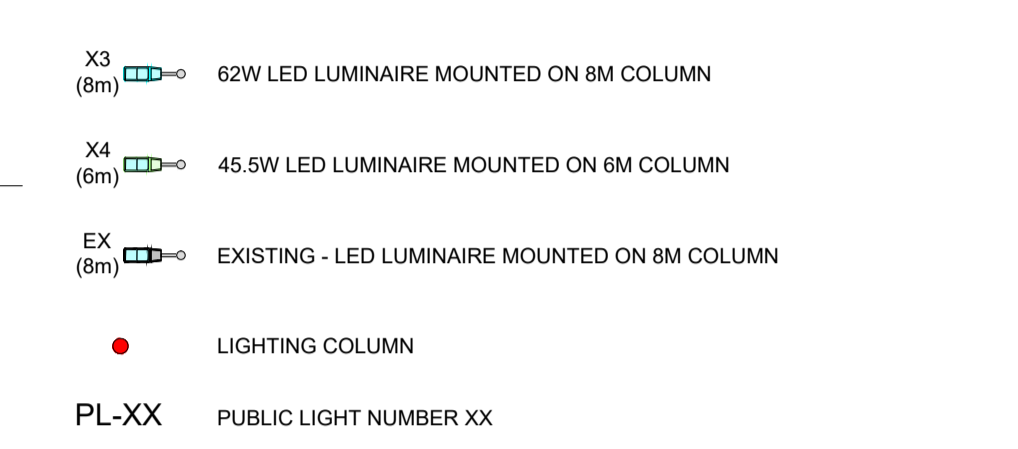 X3
(8m)
62W LED LUMINAIRE MOUNTED ON 8M COLUMN
X4
(6m)
45.5W LED LUMINAIRE MOUNTED ON 6M COLUMN
EX
(8m)
EXISTING - LED LUMINAIRE MOUNTED ON 8M COLUMN
LIGHTING COLUMN
PL-XX
PUBLIC LIGHT NUMBER XX